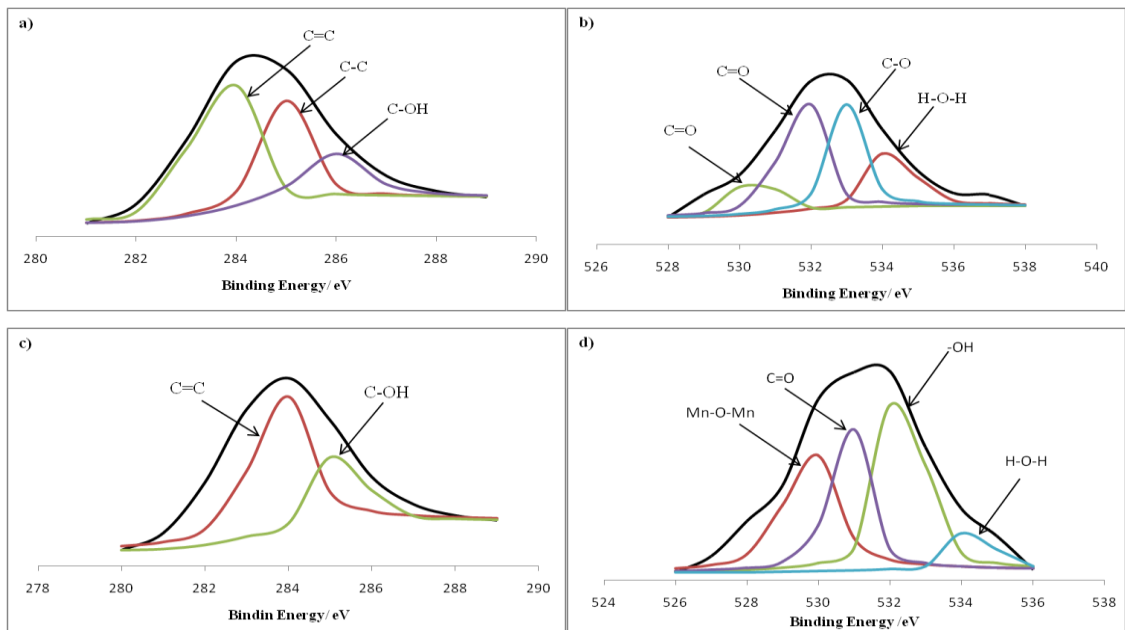 a)
C=C
C-C
C-OH
280 282 284 286 288 290
Binding Energy/ eV
b)
C=O
C=O
C-O
H-O-H
526 528 530 532 534 536 538 540
Binding Energy/ eV
c)
C=C
C-OH
278 280 282 284 286 288 290
Bindin Energy/ eV
d)
Mn-O-Mn
C=O
-OH
H-O-H
524 526 528 530 532 534 536 538
Binding Energy / eV